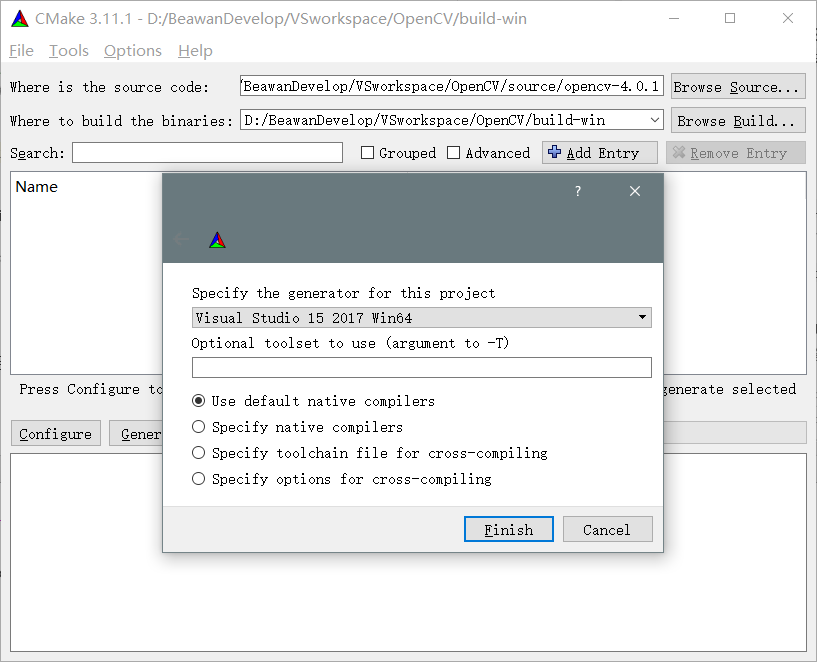 CMake 3.11.1 - D:/BeawanDevelop/VSworkspace/OpenCV/build-win
File Tools Options Help
Where is the source code: BeawanDevelop/VSworkspace/OpenCV/source/opencv-4.0.1 Browse Source...
Where to build the binaries: D:/BeawanDevelop/VSworkspace/OpenCV/build-win Browse Build...
Search: Grouped Advanced Add Entry Remove Entry
Name
?
Specify the generator for this project
Visual Studio 15 2017 Win64
Optional toolset to use (argument to -T)
Press Configure to generate selected
Use default native compilers
Specify native compilers
Configure Gener
Specify toolchain file for cross-compiling
Specify options for cross-compiling
Finish Cancel